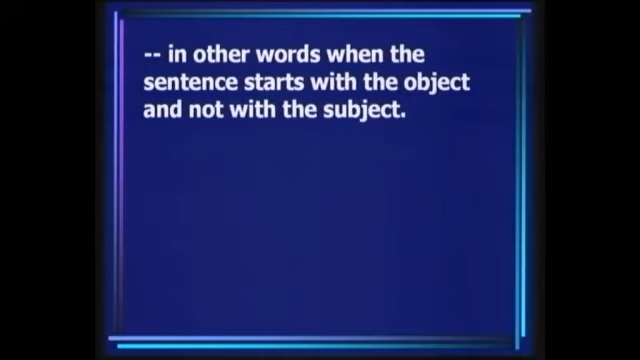 -- in other words when the
sentence starts with the object
and not with the subject.